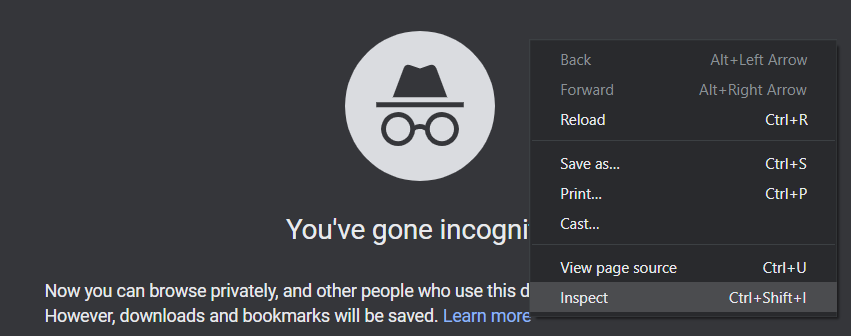 Back Alt+Left Arrow
Forward Alt+Right Arrow
Reload Ctrl+R
Save as... Ctrl+S
Print... Ctrl+P
Cast...
View page source Ctrl+U
Inspect Ctrl+Shift+I
You've gone incogni
Now you can browse privately, and other people who use this d
However, downloads and bookmarks will be saved. Learn more